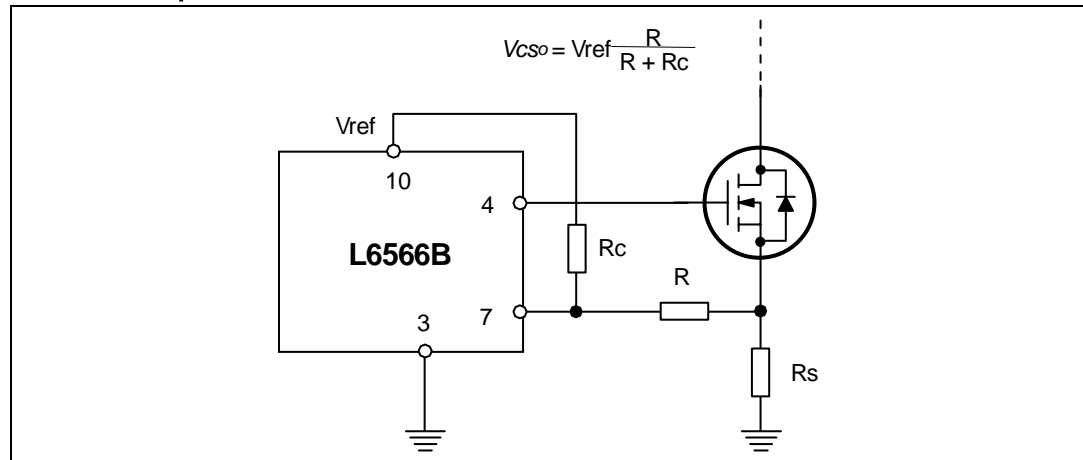 Vcso = Vref R
R + Rc
Vref
10
4
L6566B
Rc
R
7
3
Rs